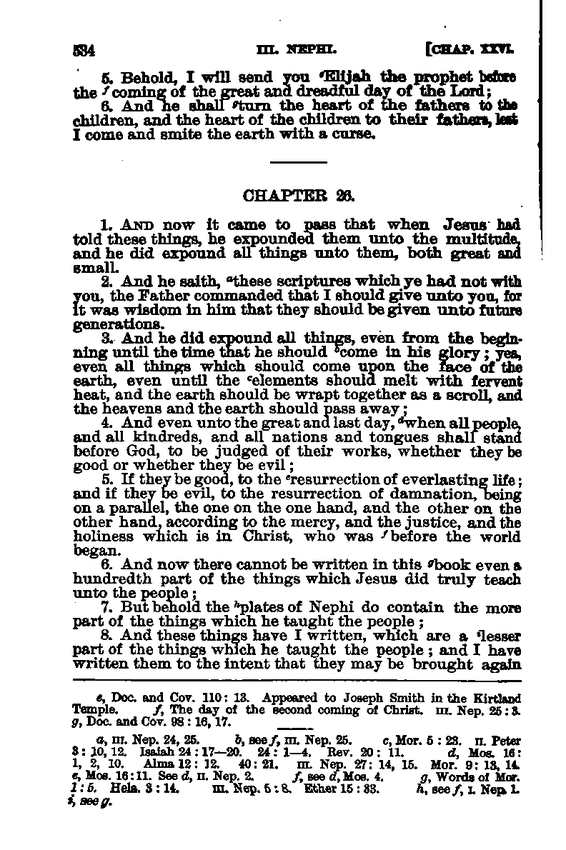 534 III. NEPHI. [CHAP. XXVI.
5. Behold, I will send you ᵉElijah the prophet before
the ᶠcoming of the great and dreadful day of the Lord;
6. And he shall ᵍturn the heart of the fathers to the
children, and the heart of the children to their fathers, lest
I come and smite the earth with a curse.
CHAPTER 26.
1. AND now it came to pass that when Jesus had
told these things, he expounded them unto the multitude,
and he did expound all things unto them, both great and
small.
2. And he saith, ᵃthese scriptures which ye had not with
you, the Father commanded that I should give unto you, for
it was wisdom in him that they should be given unto future
generations.
3. And he did expound all things, even from the begin-
ning until the time that he should ᵇcome in his glory; yea,
even all things which should come upon the face of the
earth, even until the ᶜelements should melt with fervent
heat, and the earth should be wrapt together as a scroll, and
the heavens and the earth should pass away;
4. And even unto the great and last day, ᵈwhen all people,
and all kindreds, and all nations and tongues shall stand
before God, to be judged of their works, whether they be
good or whether they be evil;
5. If they be good, to the ᵉresurrection of everlasting life;
and if they be evil, to the resurrection of damnation, being
on a parallel, the one on the one hand, and the other on the
other hand, according to the mercy, and the justice, and the
holiness which is in Christ, who was ᶠbefore the world
began.
6. And now there cannot be written in this ᵍbook even a
hundredth part of the things which Jesus did truly teach
unto the people;
7. But behold the ʰplates of Nephi do contain the more
part of the things which he taught the people;
8. And these things have I written, which are a ⁱlesser
part of the things which he taught the people; and I have
written them to the intent that they may be brought again
e, Doc. and Cov. 110: 13. Appeared to Joseph Smith in the Kirtland
Temple. f, The day of the second coming of Christ. III. Nep. 25: 3.
g, Doc. and Cov. 98: 16, 17.
a, III. Nep. 24, 25. b, see f, III. Nep. 25. c, Mor. 5: 23. II. Peter
3: 10, 12. Isaiah 24: 17—20. 24: 1—4. Rev. 20: 11. d, Mos. 16:
1, 2, 10. Alma 12: 12. 40: 21. III. Nep. 27: 14, 15. Mor. 9: 13, 14.
e, Mos. 16: 11. See d, II. Nep. 2. f, see d, Mos. 4. g, Words of Mor.
1: 5. Hela. 3: 14. III. Nep. 5: 8. Ether 15: 33. h, see f, I. Nep. 1.
i, see g.